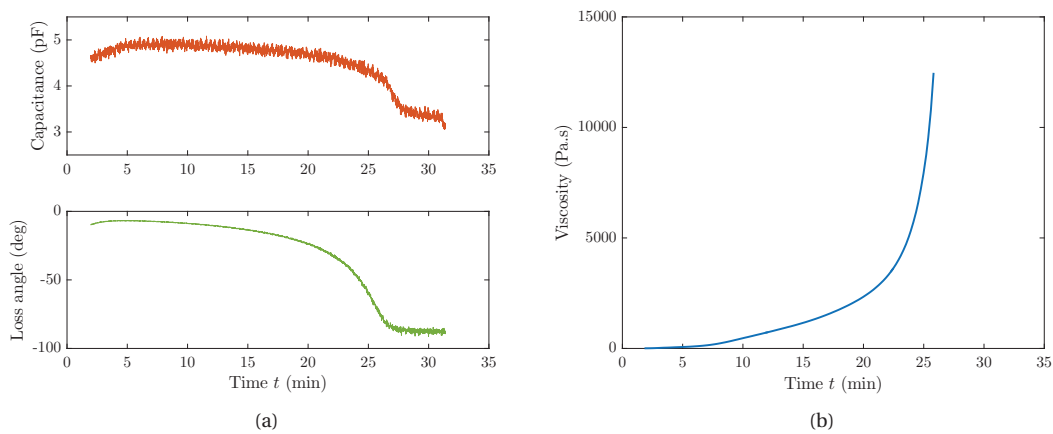 5
4
3
Capacitance (pF)
0 5 10 15 20 25 30 35
0
-50
-100
Loss angle (deg)
0 5 10 15 20 25 30 35
Time t (min)
(a)
15000
10000
5000
0
Viscosity (Pa.s)
0 5 10 15 20 25 30 35
Time t (min)
(b)